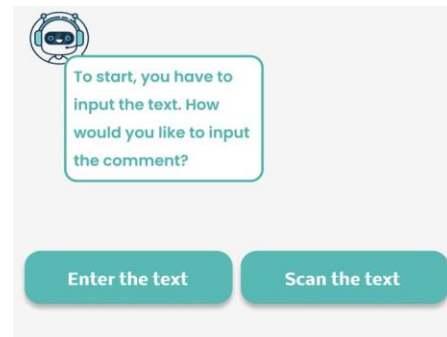 To start, you have to
input the text. How
would you like to input
the comment?
Enter the text
Scan the text